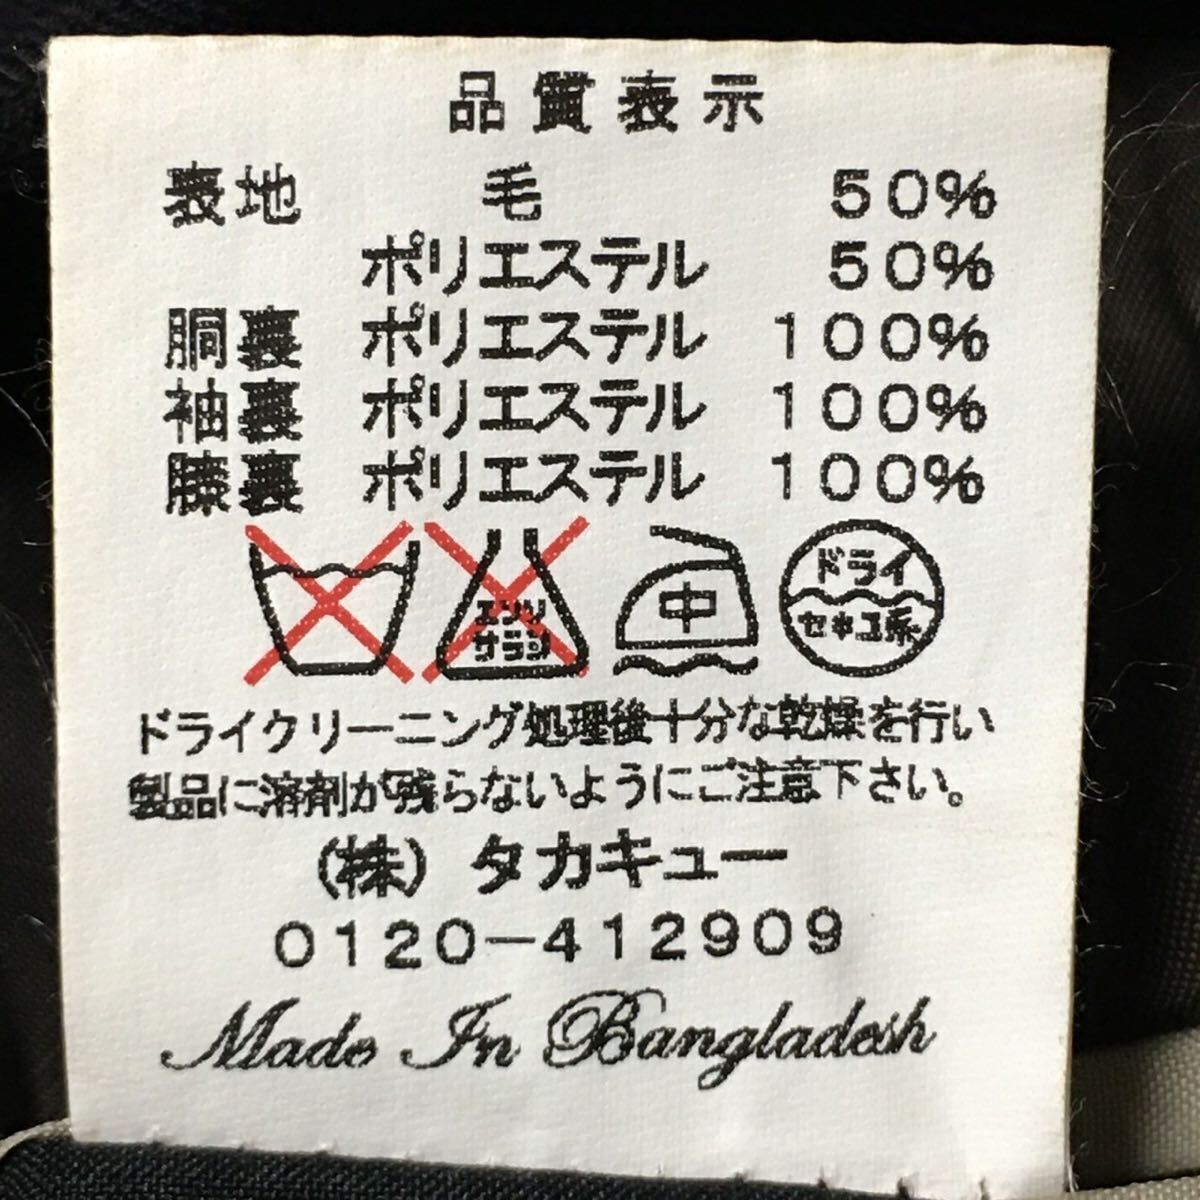 品質表示
表地 毛 50%
ポリエステル 50%
胴裏 ポリエステル 100%
袖裏 ポリエステル 100%
膝裏 ポリエステル 100%
エンソ
サラシ
中
ドライ
セキユ系
ドライクリーニング処理後十分な乾燥を行い
製品に溶剤が残らないようにご注意下さい。
(株) タカキュー
0120-412909
Made In Bangladesh